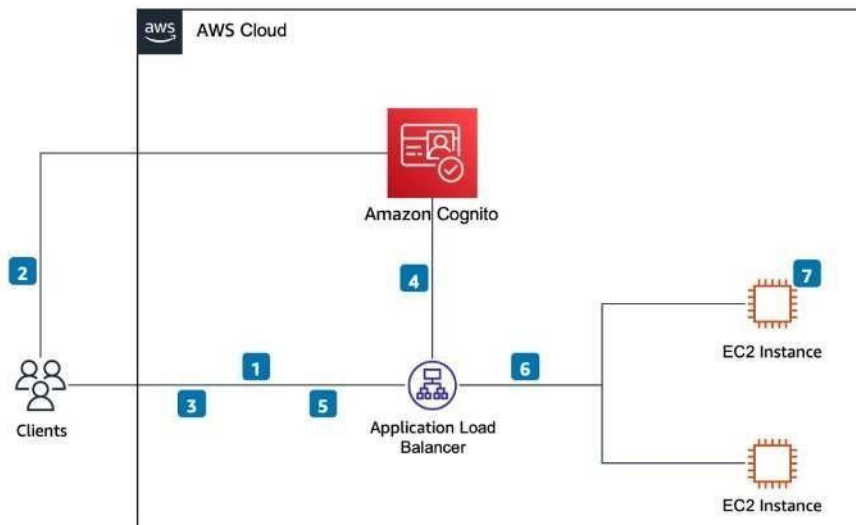 aws
AWS Cloud
Amazon Cognito
2
4
7
EC2 Instance
1
6
3
5
Clients
Application Load
Balancer
EC2 Instance